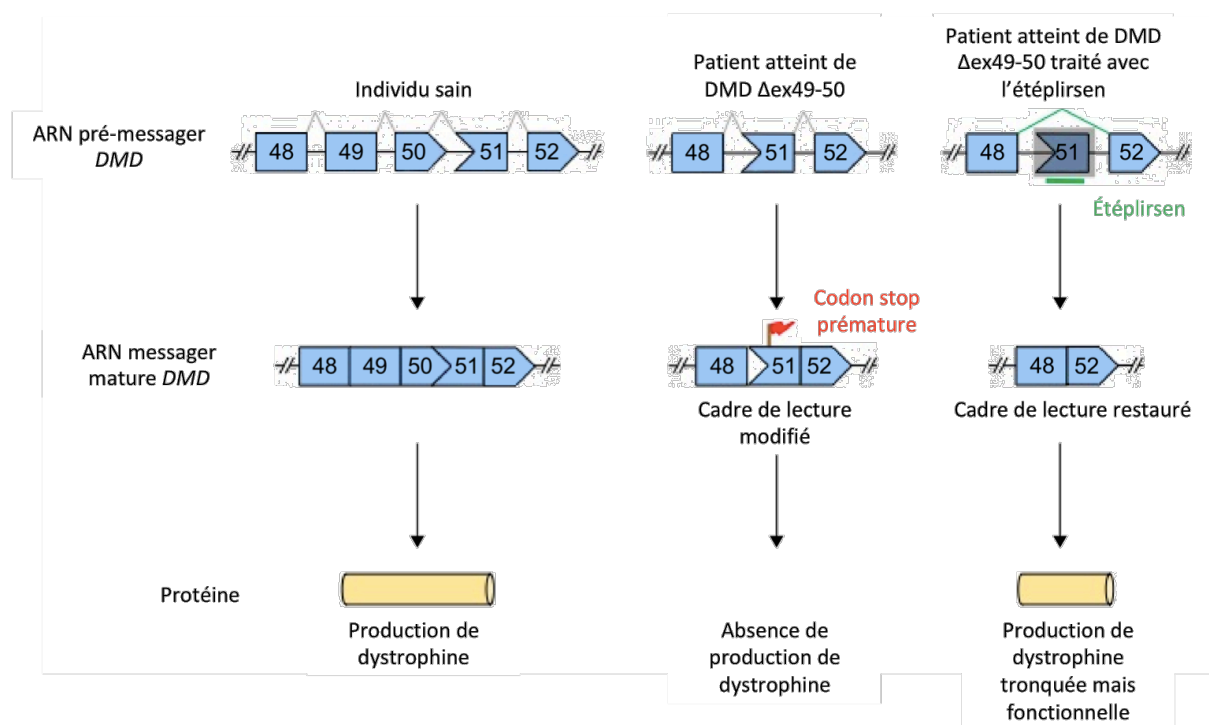 Individu sain
Patient atteint de
DMD Δex49-50
Patient atteint de DMD
Δex49-50 traité avec
l'étéplirsen
ARN pré-messager
DMD
48 49 50 51 52
48 51 52
48 51 52
Étéplirsen
Codon stop
prémature
ARN messager
mature DMD
48 49 50 51 52
48 51 52
48 52
Cadre de lecture
modifié
Cadre de lecture restauré
Protéine
Production de
dystrophine
Absence de
production de
dystrophine
Production de
dystrophine
tronquée mais
fonctionnelle